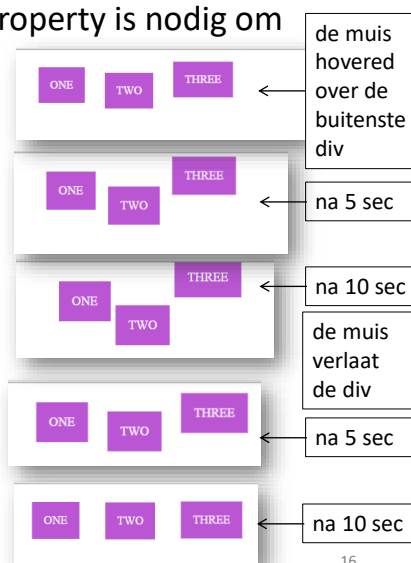 roperty is nodig om
de muis
hovered
over de
buitenste
div
ONE
TWO
THREE
na 5 sec
ONE
TWO
THREE
na 10 sec
ONE
TWO
THREE
de muis
verlaat
de div
na 5 sec
ONE
TWO
THREE
na 10 sec
ONE
TWO
THREE
16